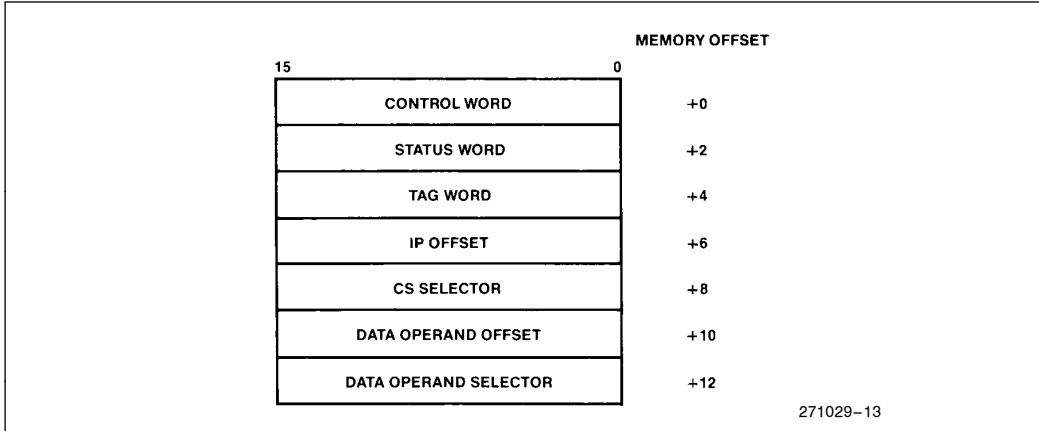 MEMORY OFFSET
15 0
CONTROL WORD +0
STATUS WORD +2
TAG WORD +4
IP OFFSET +6
CS SELECTOR +8
DATA OPERAND OFFSET +10
DATA OPERAND SELECTOR +12
271029–13